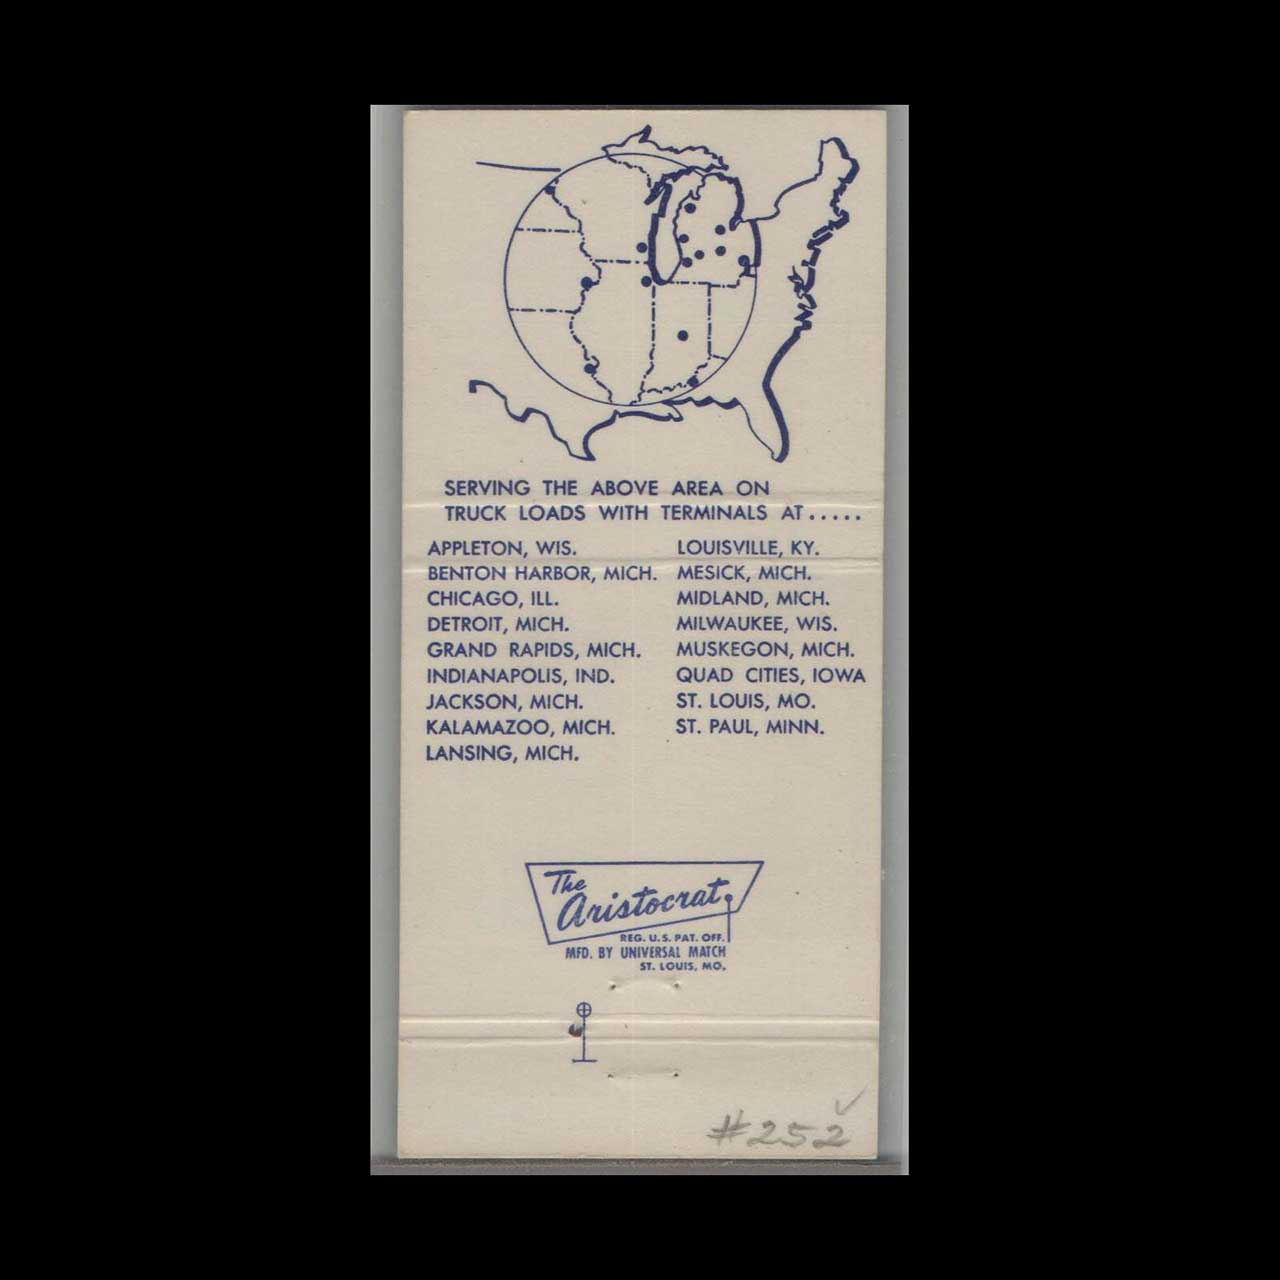 SERVING THE ABOVE AREA ON
TRUCK LOADS WITH TERMINALS AT.....
APPLETON, WIS.
BENTON HARBOR, MICH.
CHICAGO, ILL.
DETROIT, MICH.
GRAND RAPIDS, MICH.
INDIANAPOLIS, IND.
JACKSON, MICH.
KALAMAZOO, MICH.
LANSING, MICH.
LOUISVILLE, KY.
MESICK, MICH.
MIDLAND, MICH.
MILWAUKEE, WIS.
MUSKEGON, MICH.
QUAD CITIES, IOWA
ST. LOUIS, MO.
ST. PAUL, MINN.
The
Aristocrat
REG. U.S. PAT. OFF.
MFD. BY UNIVERSAL MATCH
ST. LOUIS, MO.
#252